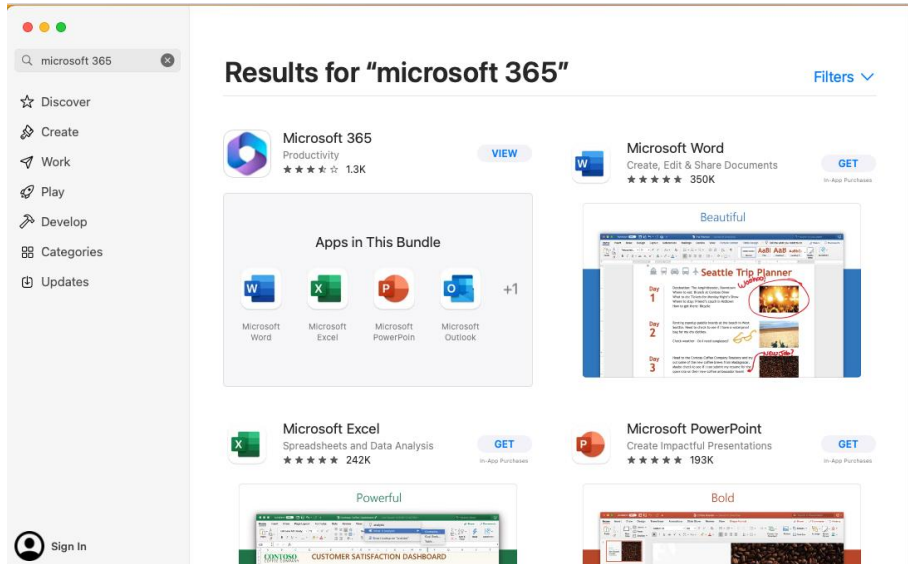 microsoft 365
Discover
Create
Work
Play
Develop
Categories
Updates
Sign In
Results for “microsoft 365”
Filters
Microsoft 365
Productivity
1.3K
VIEW
Apps in This Bundle
+1
Microsoft Word
Microsoft Excel
Microsoft PowerPoin
Microsoft Outlook
Microsoft Word
Create, Edit & Share Documents
350K
GET
In-App Purchases
Beautiful
Seattle Trip Planner
Day 1
Day 2
Day 3
Microsoft Excel
Spreadsheets and Data Analysis
242K
GET
In-App Purchases
Powerful
CONTOSO
CUSTOMER SATISFACTION DASHBOARD
Microsoft PowerPoint
Create Impactful Presentations
193K
GET
In-App Purchases
Bold